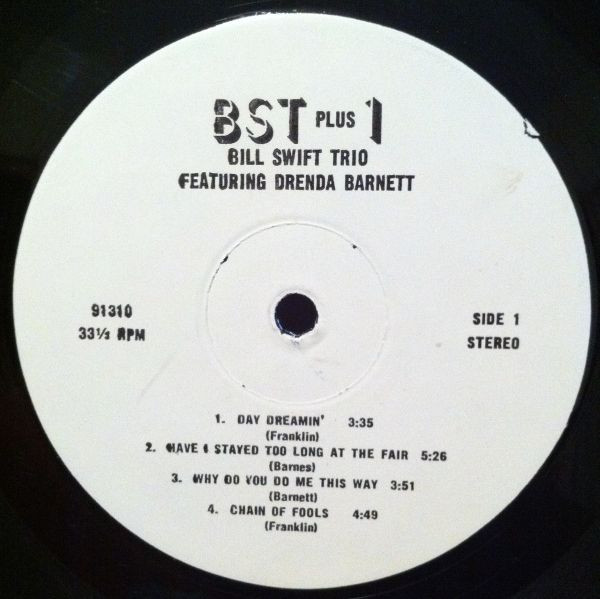 BST PLUS 1
BILL SWIFT TRIO
FEATURING DRENDA BARNETT
91310
33⅓ RPM
SIDE 1
STEREO
1. DAY DREAMIN' 3:35
(Franklin)
2. HAVE I STAYED TOO LONG AT THE FAIR 5:26
(Barnes)
3. WHY DO YOU DO ME THIS WAY 3:51
(Barnett)
4. CHAIN OF FOOLS 4:49
(Franklin)